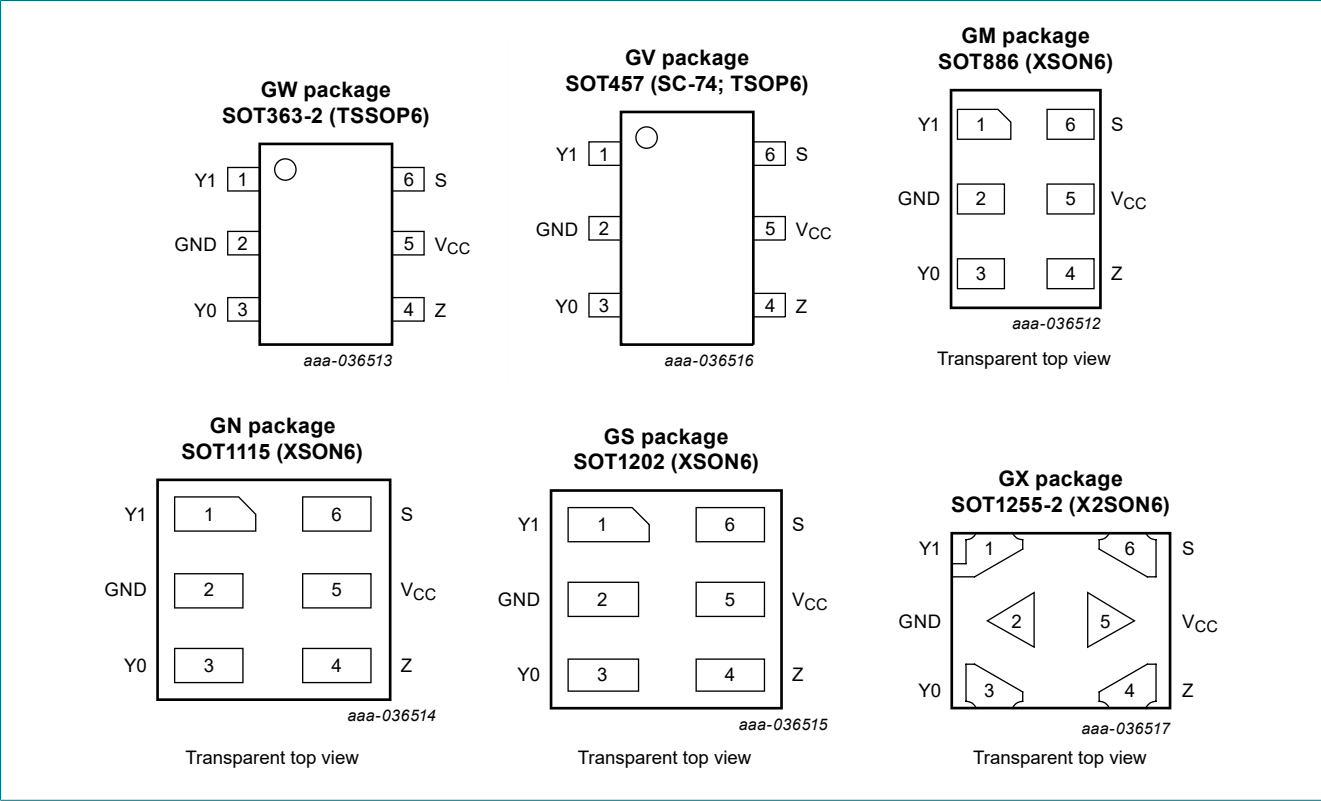 GW package
SOT363-2 (TSSOP6)
Y1 1 6 S
GND 2 5 VCC
Y0 3 4 Z
aaa-036513
GV package
SOT457 (SC-74; TSOP6)
Y1 1 6 S
GND 2 5 VCC
Y0 3 4 Z
aaa-036516
GM package
SOT886 (XSON6)
Y1 1 6 S
GND 2 5 VCC
Y0 3 4 Z
aaa-036512
Transparent top view
GN package
SOT1115 (XSON6)
Y1 1 6 S
GND 2 5 VCC
Y0 3 4 Z
aaa-036514
Transparent top view
GS package
SOT1202 (XSON6)
Y1 1 6 S
GND 2 5 VCC
Y0 3 4 Z
aaa-036515
Transparent top view
GX package
SOT1255-2 (X2SON6)
Y1 1 6 S
GND 2 5 VCC
Y0 3 4 Z
aaa-036517
Transparent top view